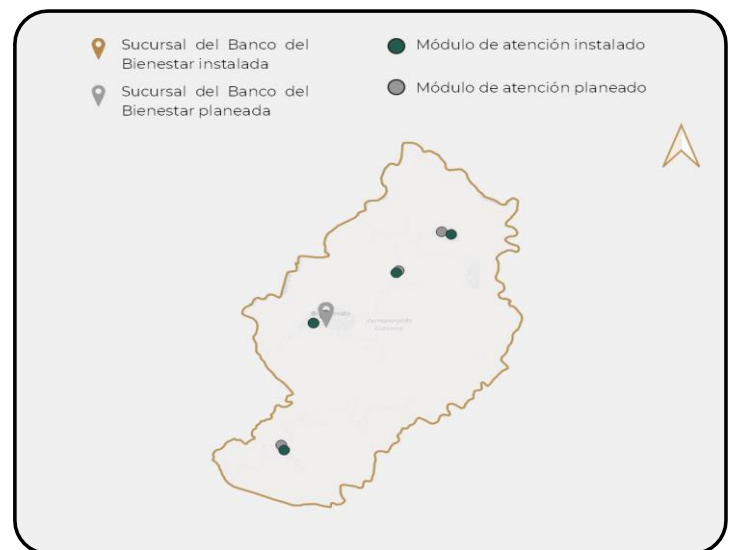 Sucursal del Banco del
Bienestar instalada
Sucursal del Banco del
Bienestar planeada
Módulo de atención instalado
Módulo de atención planeado